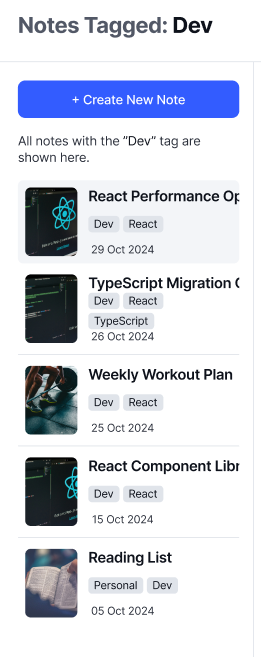 Notes Tagged: Dev
+ Create New Note
All notes with the "Dev" tag are
shown here.
React Performance Op
Dev React
29 Oct 2024
TypeScript Migration
Dev React
TypeScript
26 Oct 2024
Weekly Workout Plan
Dev React
25 Oct 2024
React Component Libr
Dev React
15 Oct 2024
Reading List
Personal Dev
05 Oct 2024